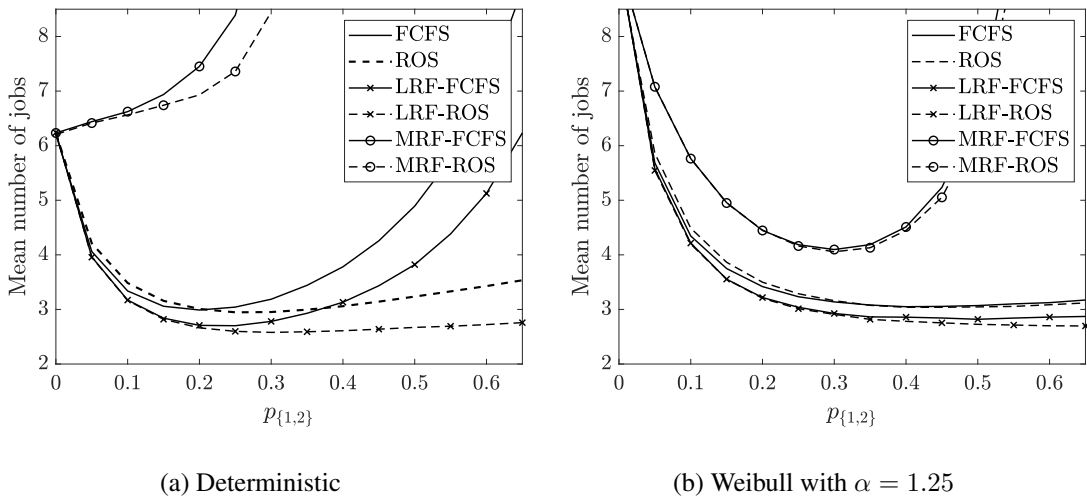 8
7
6
5
4
3
2
Mean number of jobs
FCFS
ROS
LRF-FCFS
LRF-ROS
MRF-FCFS
MRF-ROS
0 0.1 0.2 0.3 0.4 0.5 0.6
p{1,2}
(a) Deterministic
8
7
6
5
4
3
2
Mean number of jobs
FCFS
ROS
LRF-FCFS
LRF-ROS
MRF-FCFS
MRF-ROS
0 0.1 0.2 0.3 0.4 0.5 0.6
p{1,2}
(b) Weibull with α = 1.25